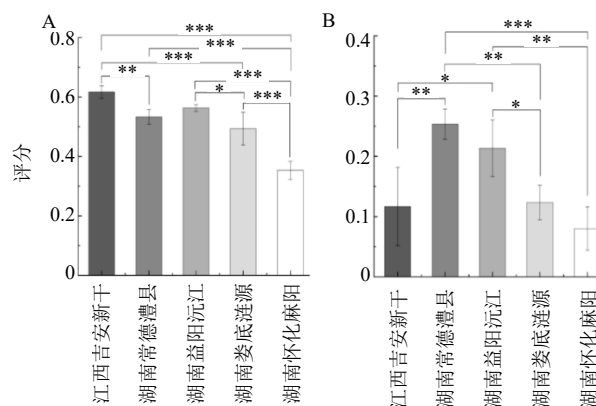 A
评分
0.8
0.6
0.4
0.2
0
***
***
***
**
***
*
***
江西吉安新干
湖南常德澧县
湖南益阳沅江
湖南娄底涟源
湖南怀化麻阳
B
0.4
0.3
0.2
0.1
0
***
**
**
*
**
*
江西吉安新干
湖南常德澧县
湖南益阳沅江
湖南娄底涟源
湖南怀化麻阳